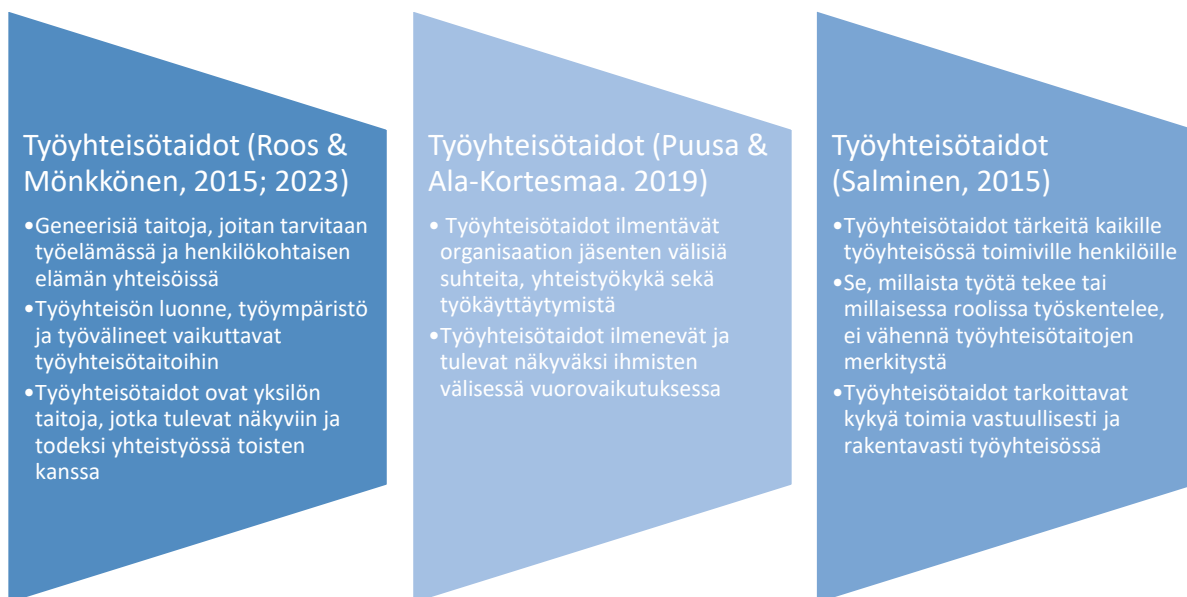 Työyhteisötaidot (Roos &
Mönkkönen, 2015; 2023)
•Geneerisiä taitoja, joitan tarvitaan
työelämässä ja henkilökohtaisen
elämän yhteisöissä
•Työyhteisön luonne, työympäristö
ja työvälineet vaikuttavat
työyhteisötaitoihin
•Työyhteisötaidot ovat yksilön
taitoja, jotka tulevat näkyviin ja
todeksi yhteistyössä toisten
kanssa
Työyhteisötaidot (Puusa &
Ala-Kortesmaa. 2019)
• Työyhteisötaidot ilmentävät
organisaation jäsenten välisiä
suhteita, yhteistyökykä sekä
työkäyttäytymistä
•Työyhteisötaidot ilmenevät ja
tulevat näkyväksi ihmisten
välisessä vuorovaikutuksessa
Työyhteisötaidot
(Salminen, 2015)
•Työyhteisötaidot tärkeitä kaikille
työyhteisössä toimiville henkilöille
•Se, millaista työtä tekee tai
millaisessa roolissa työskentelee,
ei vähennä työyhteisötaitojen
merkitystä
•Työyhteisötaidot tarkoittavat
kykyä toimia vastuullisesti ja
rakentavasti työyhteisössä